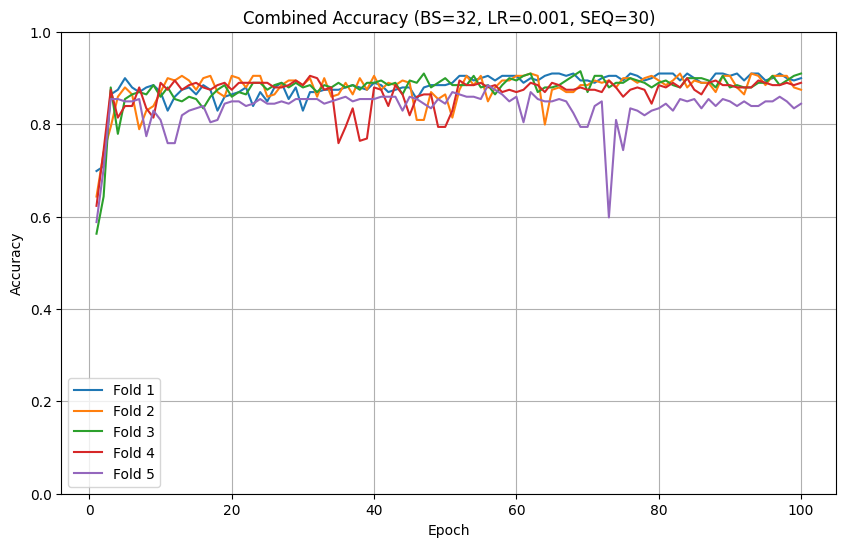 Combined Accuracy (BS=32, LR=0.001, SEQ=30)
1.0
0.8
0.6
0.4
0.2
0.0
Accuracy
Fold 1
Fold 2
Fold 3
Fold 4
Fold 5
0 20 40 60 80 100
Epoch